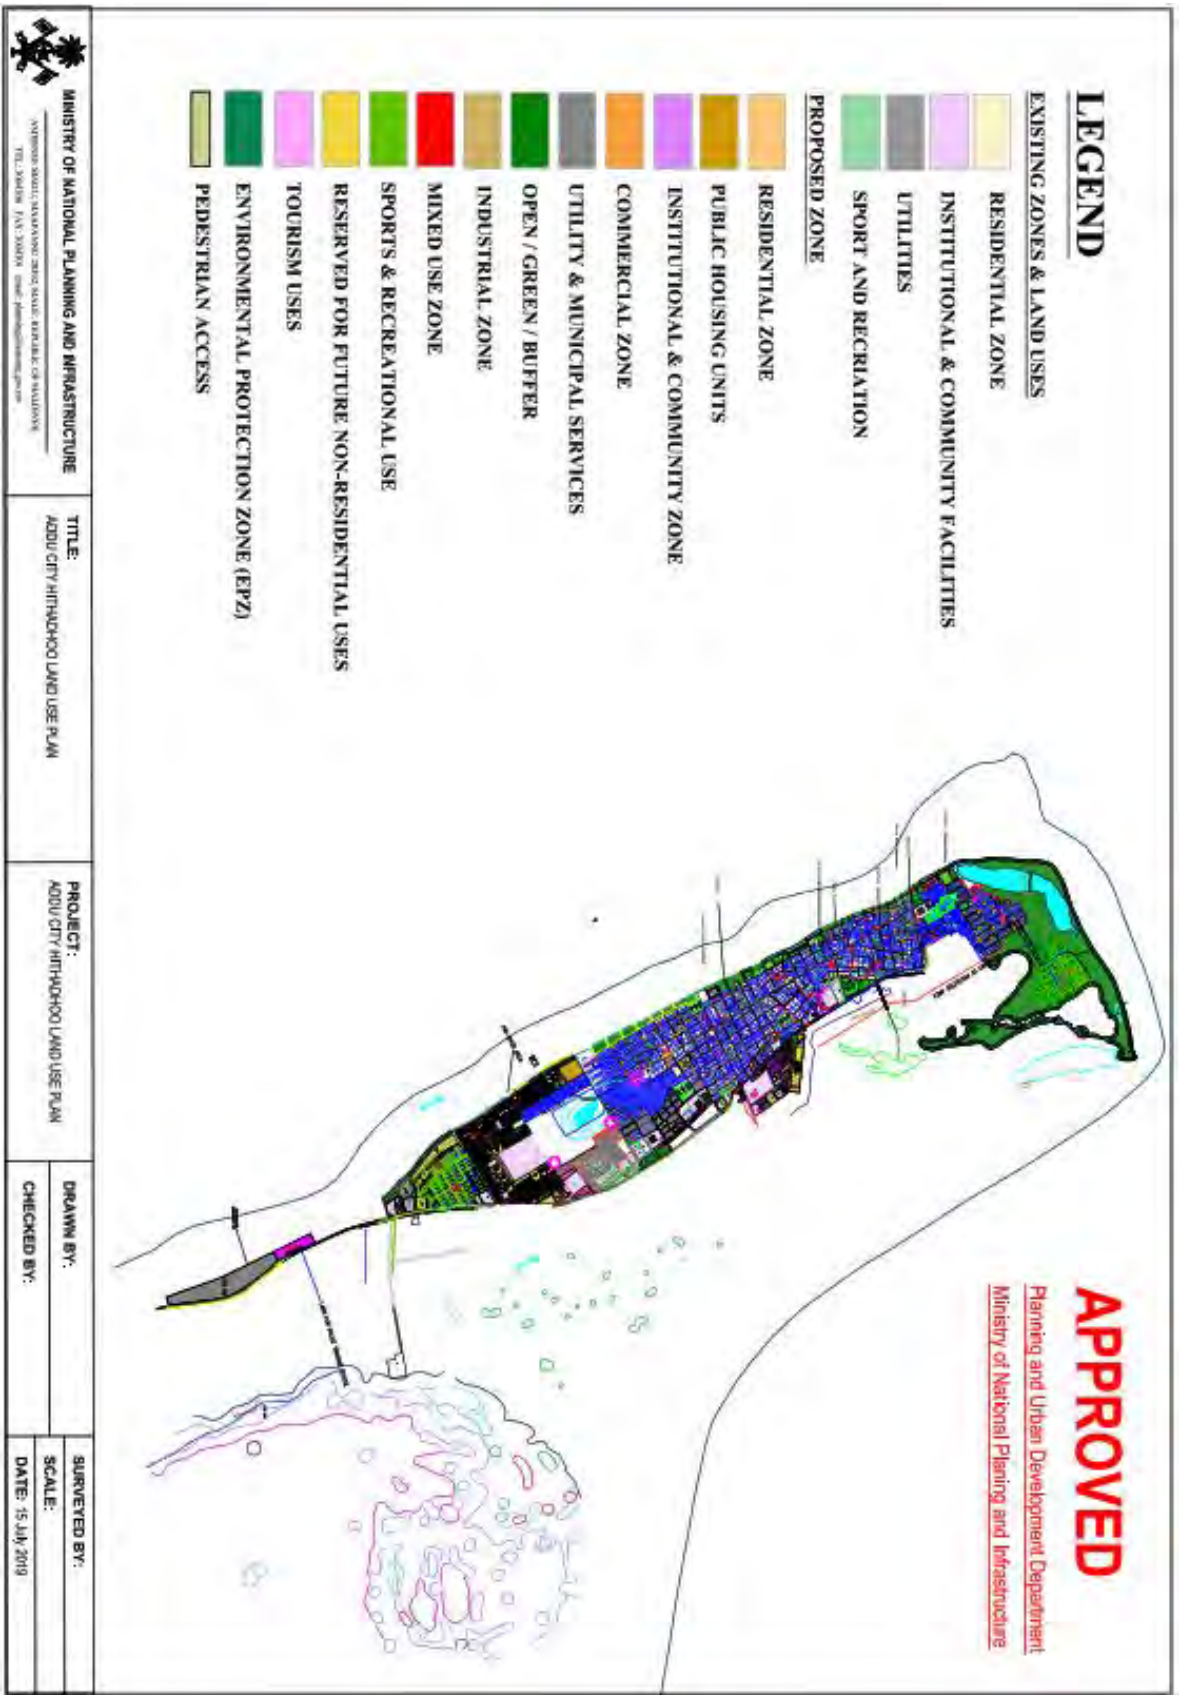 LEGEND
EXISTING ZONES & LAND USES
RESIDENTIAL ZONE
INSTITUTIONAL & COMMUNITY FACILITIES
UTILITIES
SPORT AND RECRIATION
PROPOSED ZONE
RESIDENTIAL ZONE
PUBLIC HOUSING UNITS
INSTITUTIONAL & COMMUNITY ZONE
COMMERCIAL ZONE
UTILITY & MUNICIPAL SERVICES
OPEN / GREEN / BUFFER
INDUSTRIAL ZONE
MIXED USE ZONE
SPORTS & RECREATIONAL USE
RESERVED FOR FUTURE NON-RESIDENTIAL USES
TOURISM USES
ENVIRONMENTAL PROTECTION ZONE (EPZ)
PEDESTRIAN ACCESS
APPROVED
Planning and Urban Development Department
Ministry of National Planing and Infrastructure
MINISTRY OF NATIONAL PLANNING AND INFRASTRUCTURE
TITLE:
ADDU CITY HITHADHOO LAND USE PLAN
PROJECT:
ADDU CITY HITHADHOO LAND USE PLAN
DRAWN BY:
CHECKED BY:
SURVEYED BY:
SCALE:
DATE: 15 July 2019